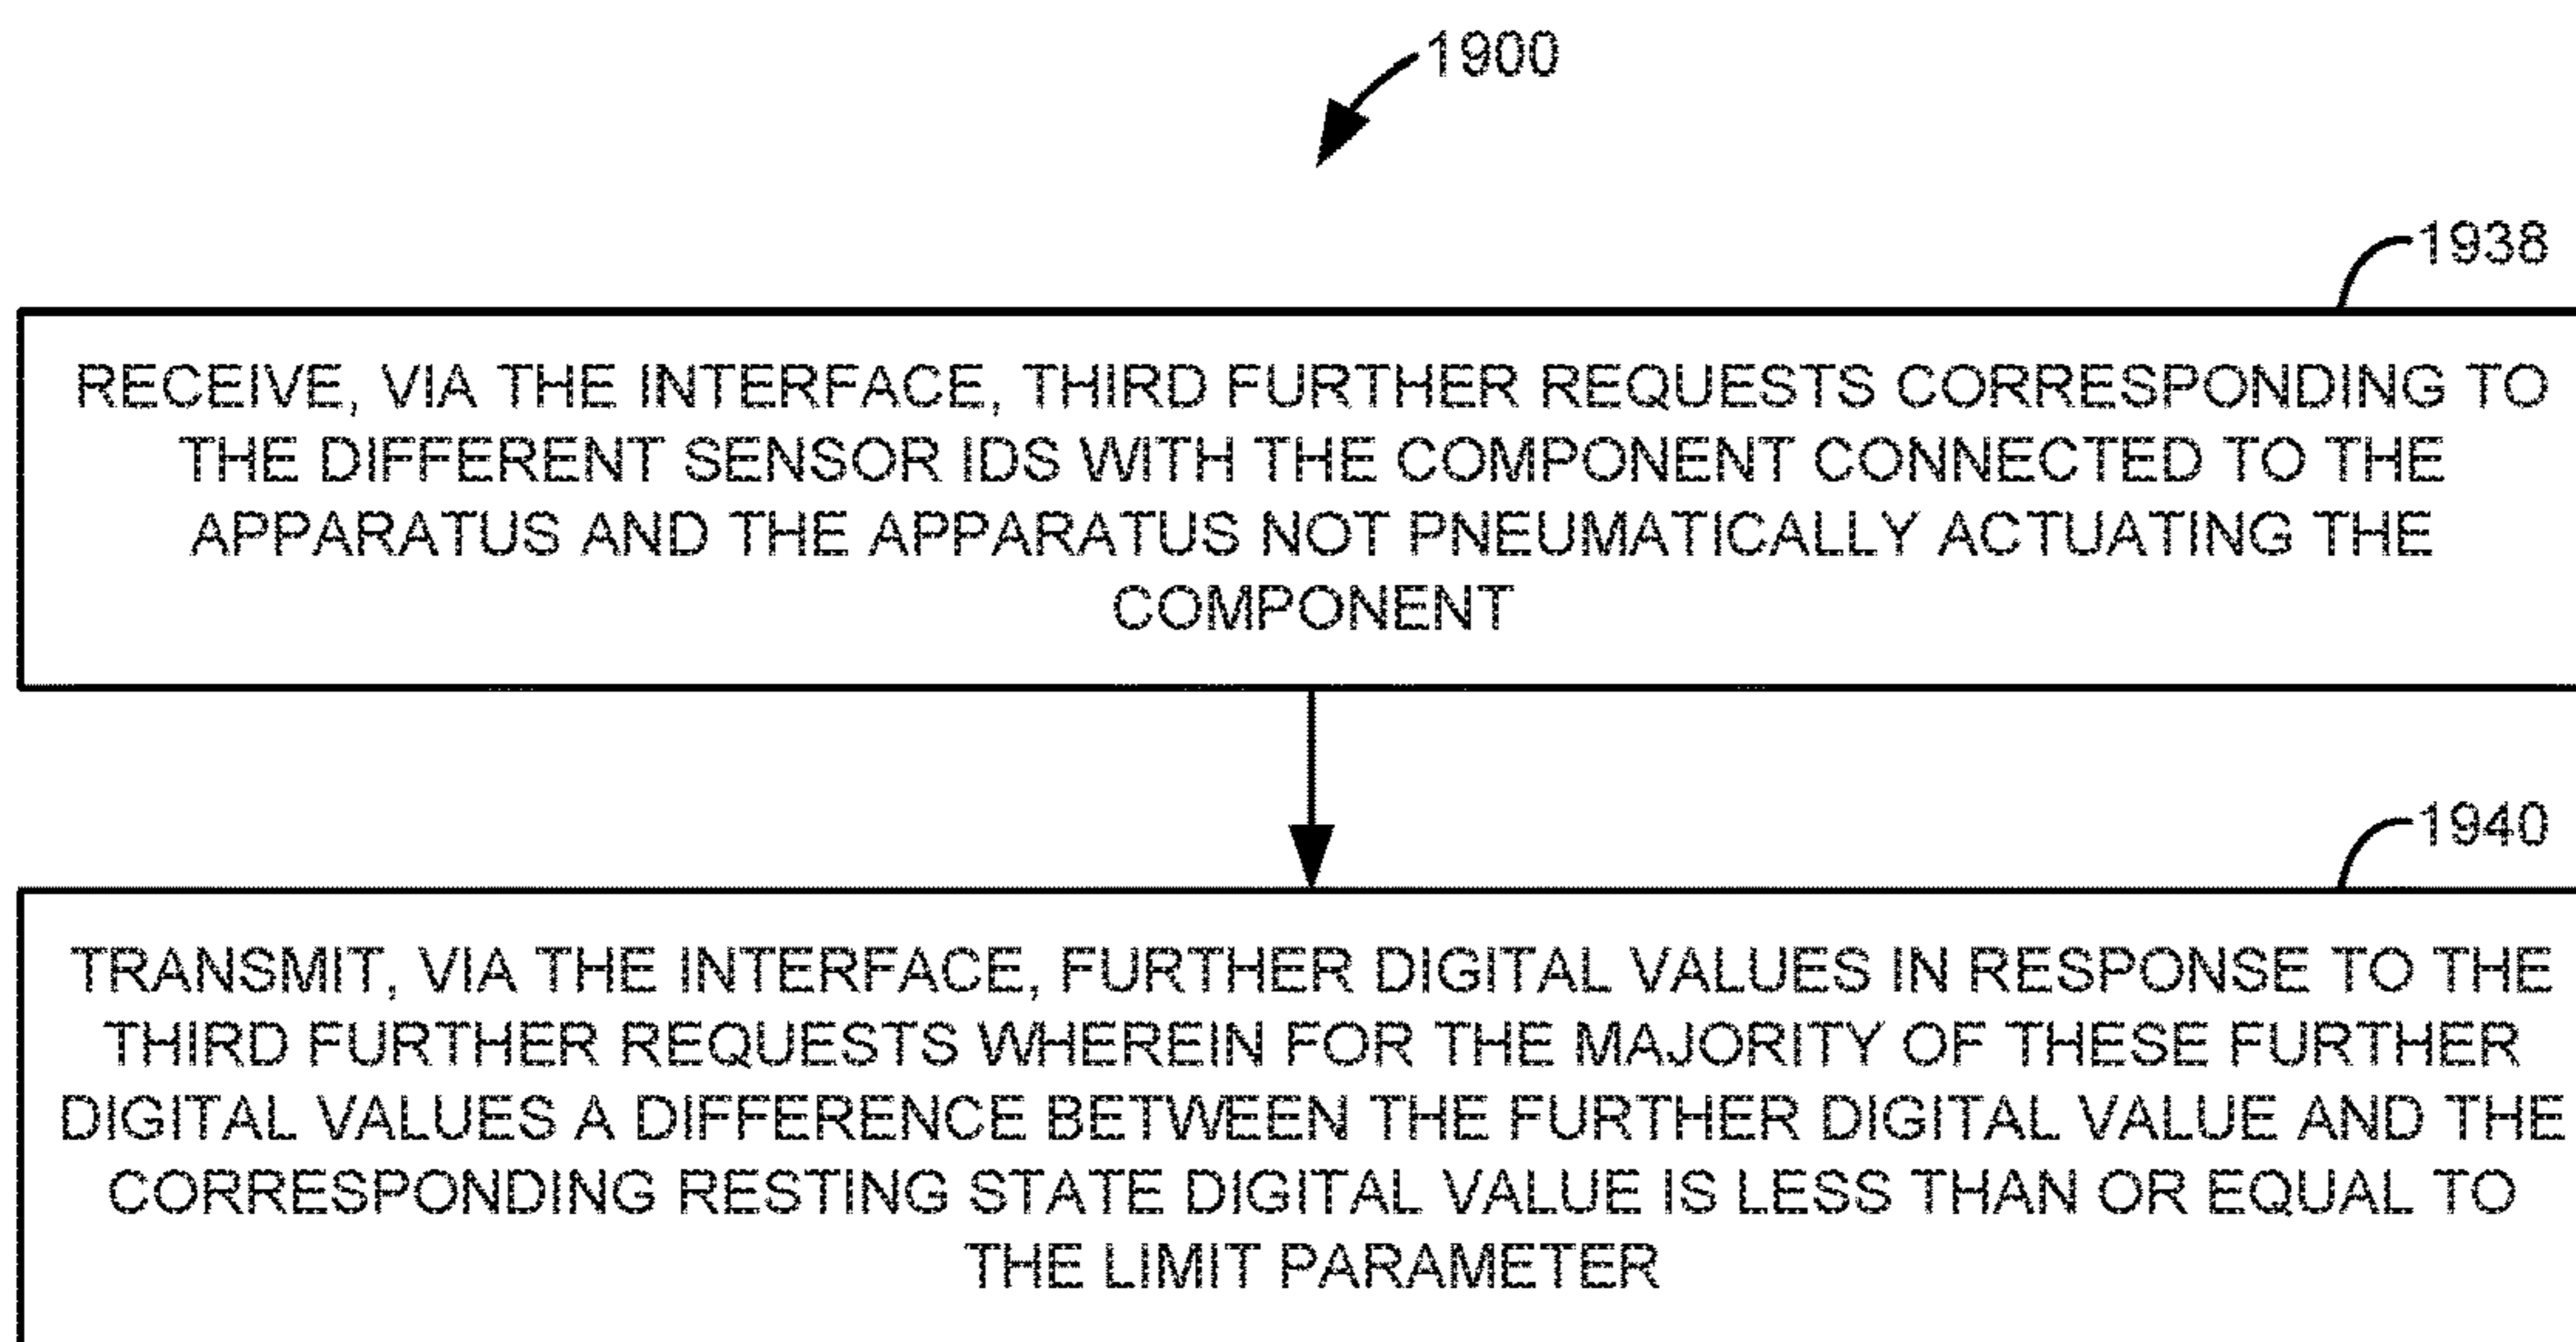 1900
1938
RECEIVE, VIA THE INTERFACE, THIRD FURTHER REQUESTS CORRESPONDING TO
THE DIFFERENT SENSOR IDS WITH THE COMPONENT CONNECTED TO THE
APPARATUS AND THE APPARATUS NOT PNEUMATICALLY ACTUATING THE
COMPONENT
1940
TRANSMIT, VIA THE INTERFACE, FURTHER DIGITAL VALUES IN RESPONSE TO THE
THIRD FURTHER REQUESTS WHEREIN FOR THE MAJORITY OF THESE FURTHER
DIGITAL VALUES A DIFFERENCE BETWEEN THE FURTHER DIGITAL VALUE AND THE
CORRESPONDING RESTING STATE DIGITAL VALUE IS LESS THAN OR EQUAL TO
THE LIMIT PARAMETER